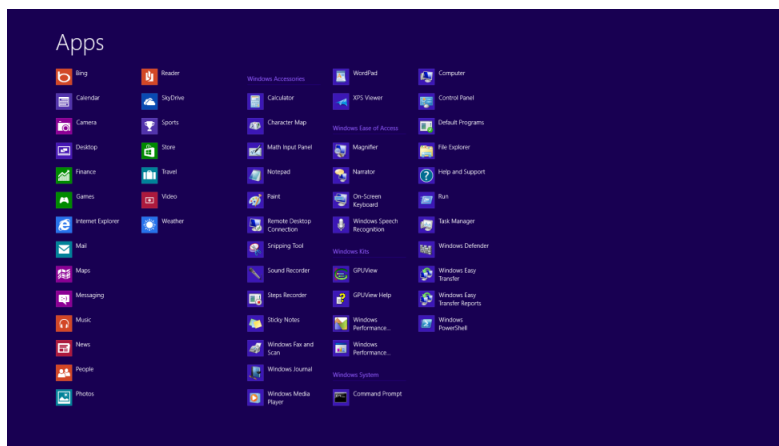 Apps
Bing
Calendar
Camera
Desktop
Finance
Games
Internet Explorer
Mail
Maps
Messaging
Music
News
People
Photos
Reader
SkyDrive
Sports
Store
Travel
Video
Weather
Windows Accessories
Calculator
Character Map
Math Input Panel
Notepad
Paint
Remote Desktop
Connection
Snipping Tool
Sound Recorder
Steps Recorder
Sticky Notes
Windows Fax and
Scan
Windows Journal
Windows Media
Player
WordPad
XPS Viewer
Windows Ease of Access
Magnifier
Narrator
On-Screen
Keyboard
Windows Speech
Recognition
Windows Kits
GPUView
GPUView Help
Windows
Performance...
Windows
Performance...
Windows System
Command Prompt
Computer
Control Panel
Default Programs
File Explorer
Help and Support
Run
Task Manager
Windows Defender
Windows Easy
Transfer
Windows Easy
Transfer Reports
Windows
PowerShell